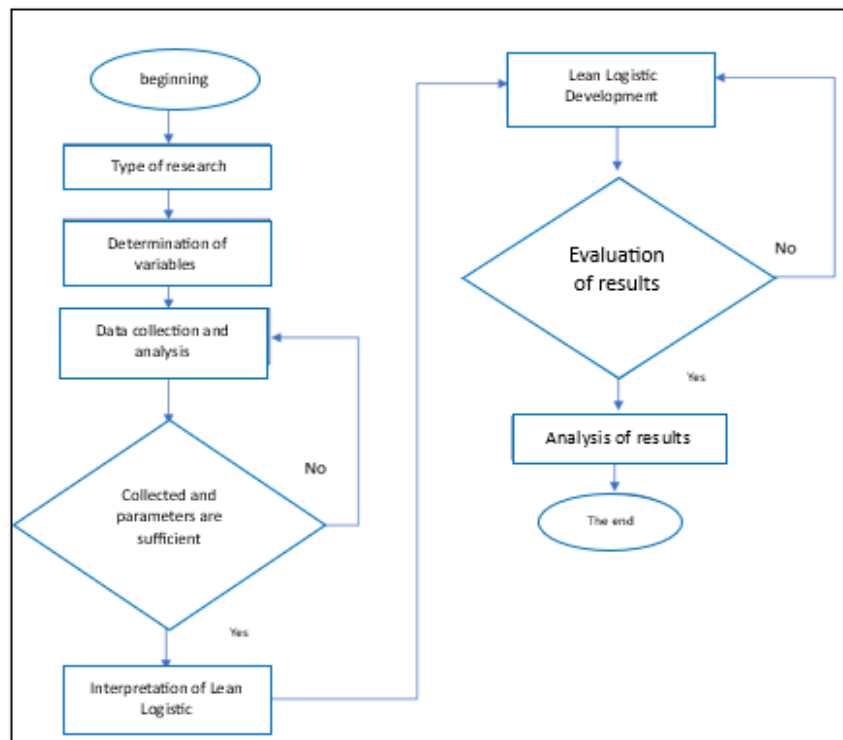 beginning
Type of research
Determination of
variables
Data collection and
analysis
No
Collected and
parameters are
sufficient
Yes
Interpretation of Lean
Logistic
Lean Logistic
Development
Evaluation
of results
No
Yes
Analysis of results
The end